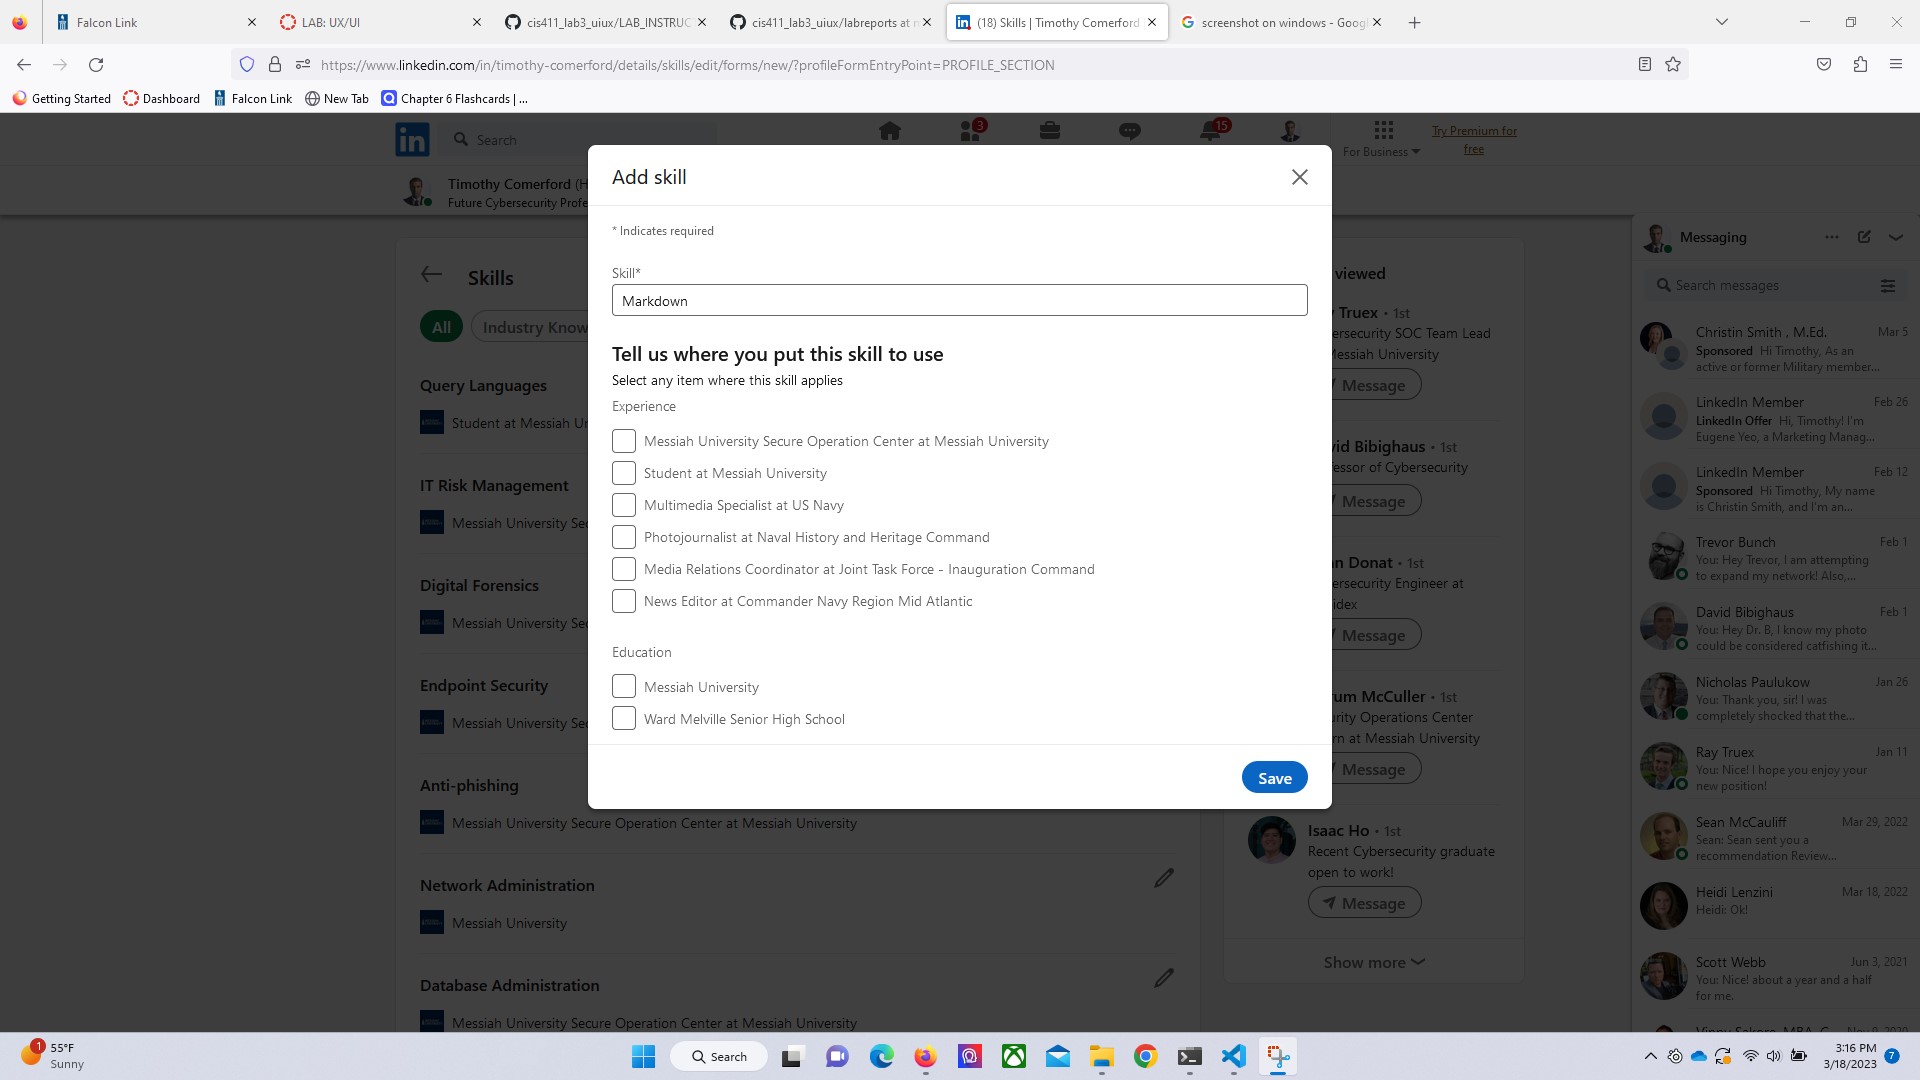 Falcon Link
LAB: UX/UI
cis411_lab3_uiux/LAB_INSTRUC
cis411_lab3_uiux/labreports at
(18) Skills | Timothy Comerford
screenshot on windows - Googl
https://www.linkedin.com/in/timothy-comerford/details/skills/edit/forms/new/?profileFormEntryPoint=PROFILE_SECTION
Getting Started
Dashboard
Falcon Link
New Tab
Chapter 6 Flashcards | ...
in
Search
3
15
For Business
Try Premium for
free
Timothy Comerford (H
Future Cybersecurity Profe
Add skill
* Indicates required
Skill*
Markdown
Tell us where you put this skill to use
Select any item where this skill applies
Experience
Messiah University Secure Operation Center at Messiah University
Student at Messiah University
Multimedia Specialist at US Navy
Photojournalist at Naval History and Heritage Command
Media Relations Coordinator at Joint Task Force - Inauguration Command
News Editor at Commander Navy Region Mid Atlantic
Education
Messiah University
Ward Melville Senior High School
Save
Skills
All
Industry Know
Query Languages
Student at Messiah Un
IT Risk Management
Messiah University Sec
Digital Forensics
Messiah University Sec
Endpoint Security
Messiah University Sec
Anti-phishing
Messiah University Secure Operation Center at Messiah University
Network Administration
Messiah University
Database Administration
Messiah University Secure Operation Center at Messiah University
viewed
Truex • 1st
ersecurity SOC Team Lead
Messiah University
Message
vid Bibighaus • 1st
fessor of Cybersecurity
Message
n Donat • 1st
ersecurity Engineer at
idex
Message
um McCuller • 1st
urity Operations Center
rn at Messiah University
Message
Isaac Ho • 1st
Recent Cybersecurity graduate
open to work!
Message
Show more
Messaging
Search messages
Christin Smith , M.Ed.
Mar 5
Sponsored Hi Timothy, As an
active or former Military member...
LinkedIn Member
Feb 26
LinkedIn Offer Hi, Timothy! I'm
Eugene Yeo, a Marketing Manag...
LinkedIn Member
Feb 12
Sponsored Hi Timothy, My name
is Christin Smith, and I'm an...
Trevor Bunch
Feb 1
You: Hey Trevor, I am attempting
to expand my network! Also,...
David Bibighaus
Feb 1
You: Hey Dr. B, I know my photo
could be considered catfishing it...
Nicholas Paulukow
Jan 26
You: Thank you, sir! I was
completely shocked that the...
Ray Truex
Jan 11
You: Nice! I hope you enjoy your
new position!
Sean McCauliff
Mar 29, 2022
Sean: Sean sent you a
recommendation Review...
Heidi Lenzini
Mar 18, 2022
Heidi: Ok!
Scott Webb
Jun 3, 2021
You: Nice! about a year and a half
for me.
1
55°F
Sunny
Search
3:16 PM
3/18/2023
7